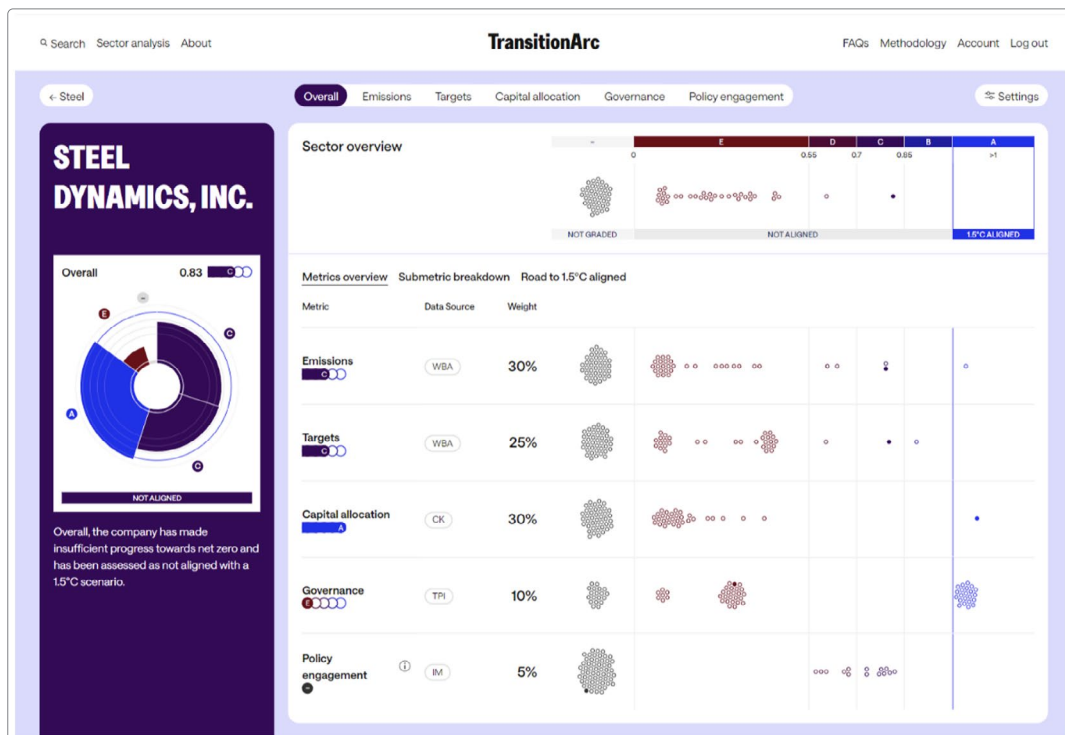 Search Sector analysis About
TransitionArc
FAQs Methodology Account Log out
← Steel
Overall Emissions Targets Capital allocation Governance Policy engagement
Settings
STEEL
DYNAMICS, INC.
Overall 0.83 C
–
E
C
A
C
NOT ALIGNED
Overall, the company has made
insufficient progress towards net zero and
has been assessed as not aligned with a
1.5°C scenario.
Sector overview
– E D C B A
0 0.55 0.7 0.85 >1
NOT GRADED NOT ALIGNED 1.5°C ALIGNED
Metrics overview Submetric breakdown Road to 1.5°C aligned
Metric Data Source Weight
Emissions
C
WBA 30%
Targets
C
WBA 25%
Capital allocation
A
CK 30%
Governance
E
TPI 10%
Policy
engagement
–
IM 5%